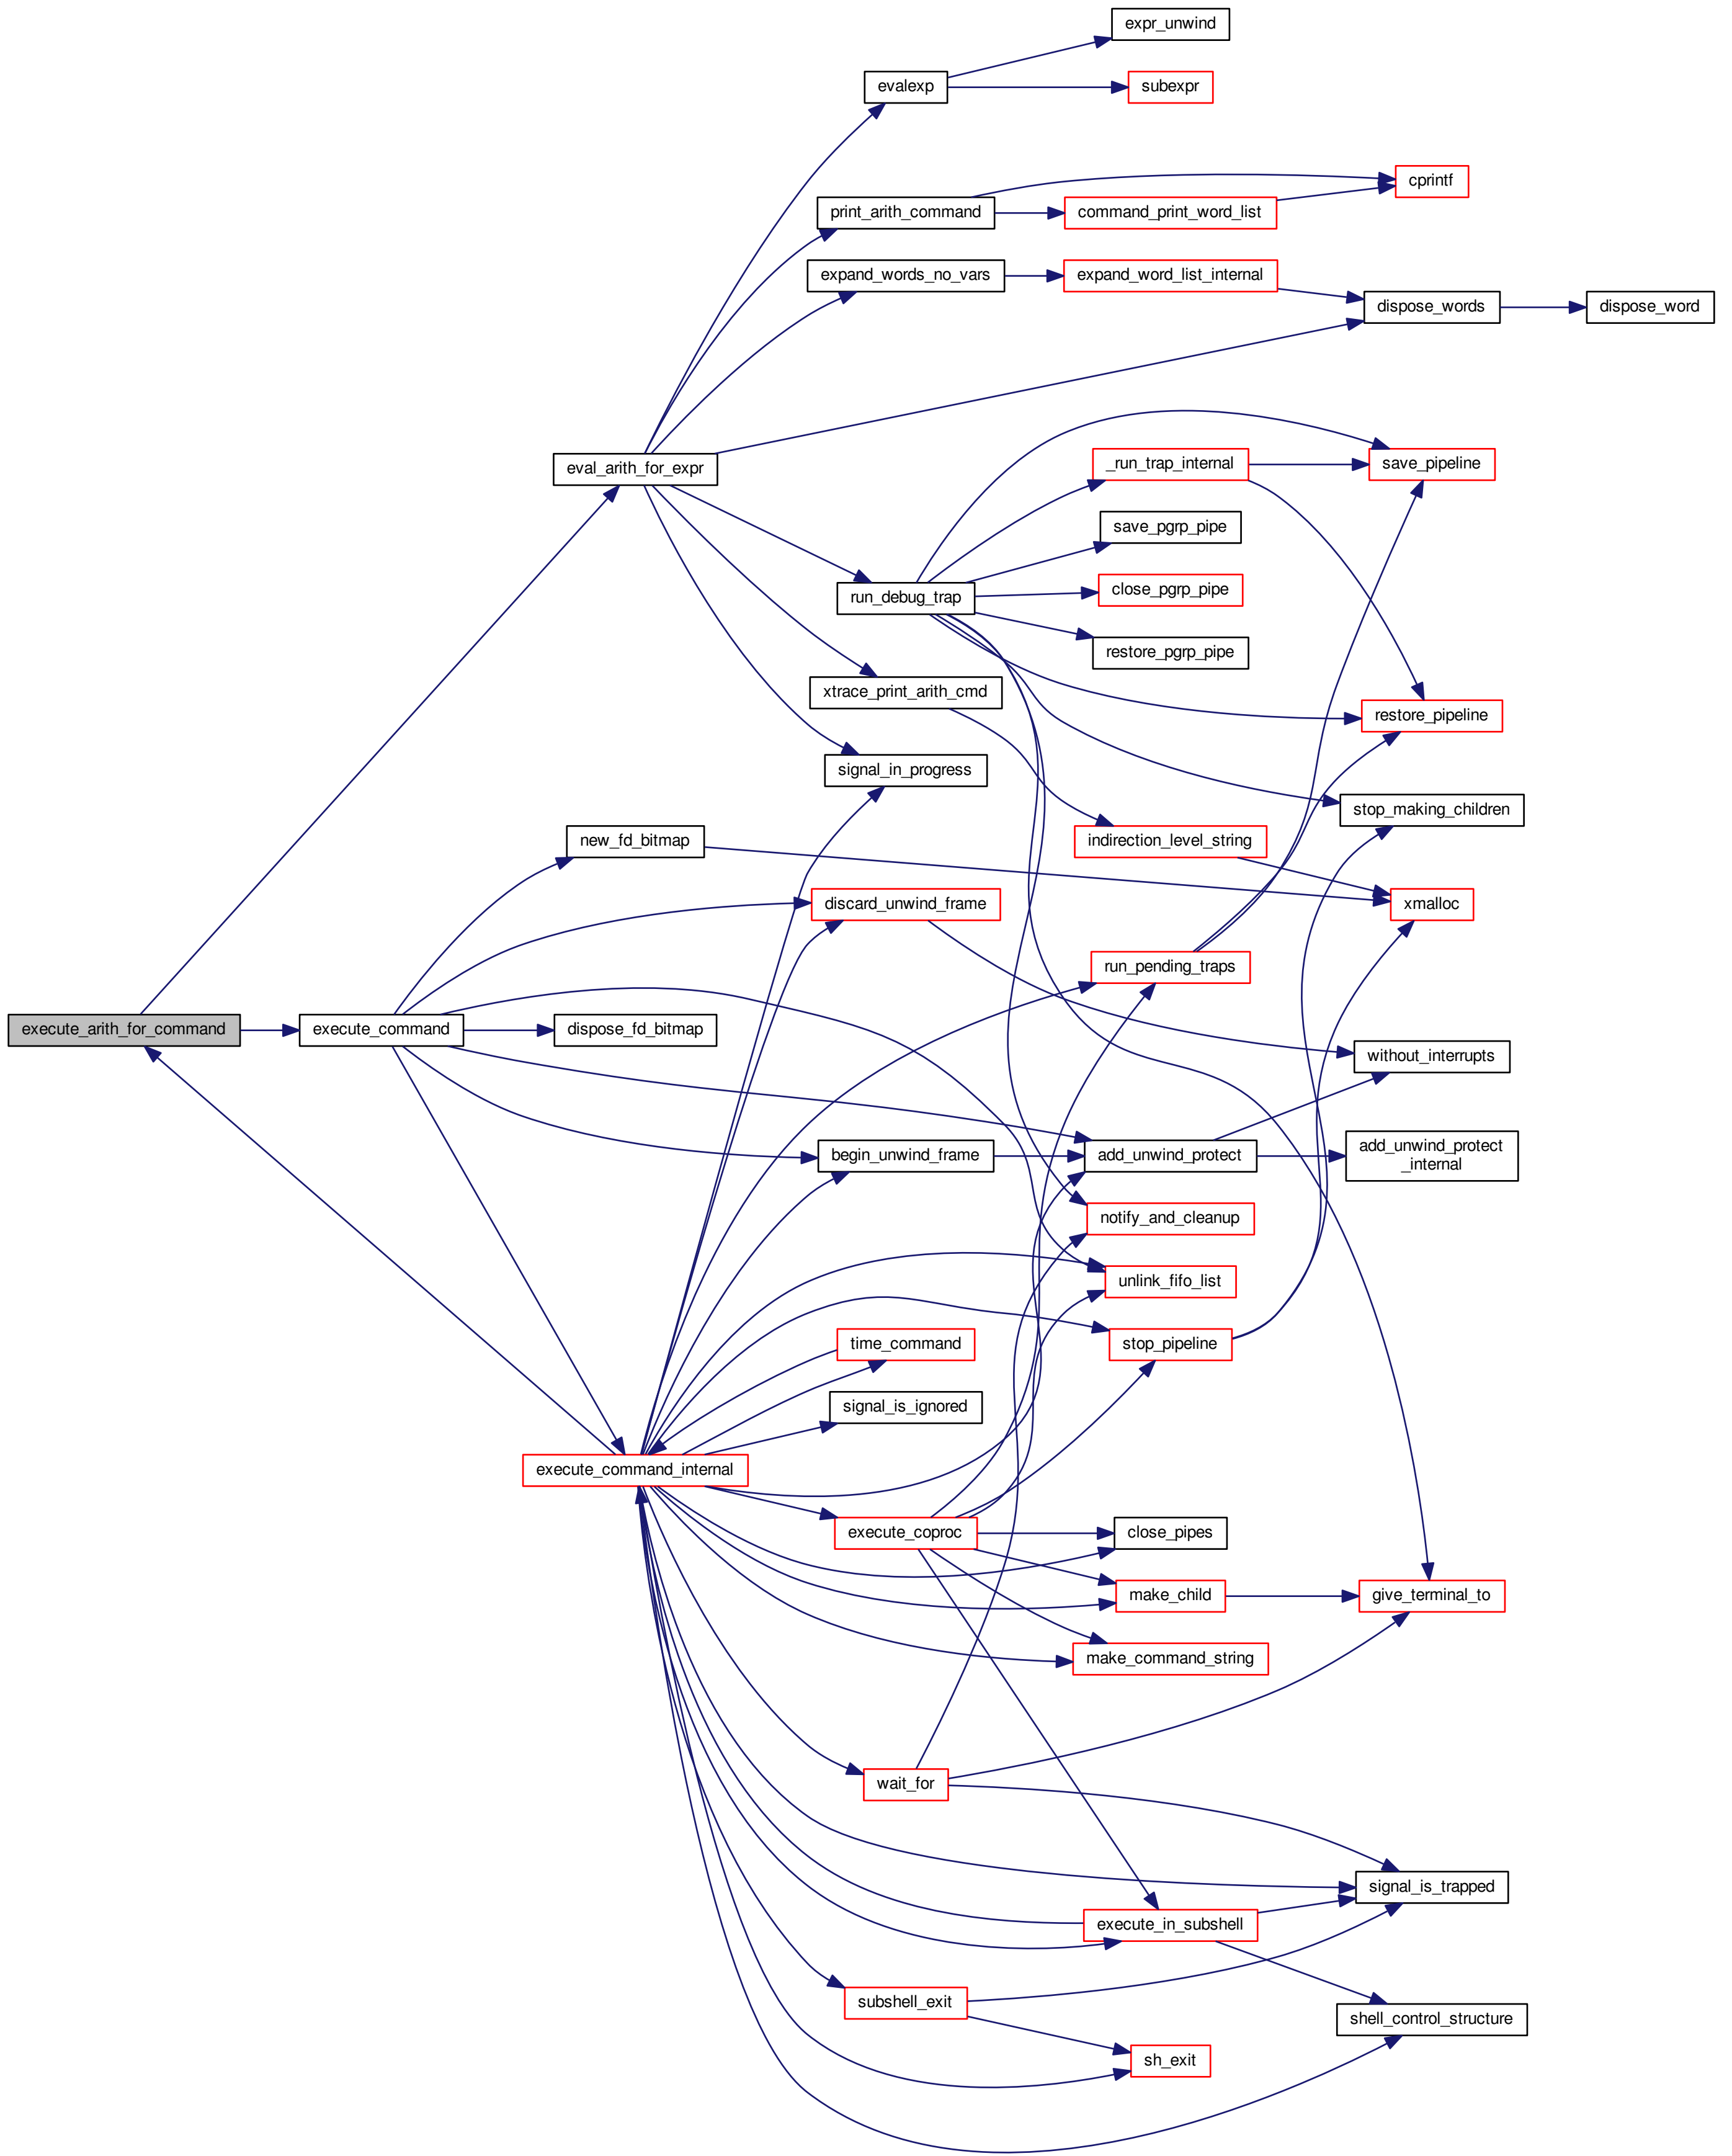 expr_unwind
evalexp
subexpr
cprintf
print_arith_command
command_print_word_list
expand_words_no_vars
expand_word_list_internal
dispose_words
dispose_word
eval_arith_for_expr
_run_trap_internal
save_pipeline
save_pgrp_pipe
run_debug_trap
close_pgrp_pipe
restore_pgrp_pipe
xtrace_print_arith_cmd
restore_pipeline
signal_in_progress
stop_making_children
new_fd_bitmap
indirection_level_string
discard_unwind_frame
xmalloc
run_pending_traps
execute_arith_for_command
execute_command
dispose_fd_bitmap
without_interrupts
begin_unwind_frame
add_unwind_protect
add_unwind_protect
_internal
notify_and_cleanup
unlink_fifo_list
time_command
stop_pipeline
signal_is_ignored
execute_command_internal
execute_coproc
close_pipes
make_child
give_terminal_to
make_command_string
wait_for
signal_is_trapped
execute_in_subshell
subshell_exit
shell_control_structure
sh_exit